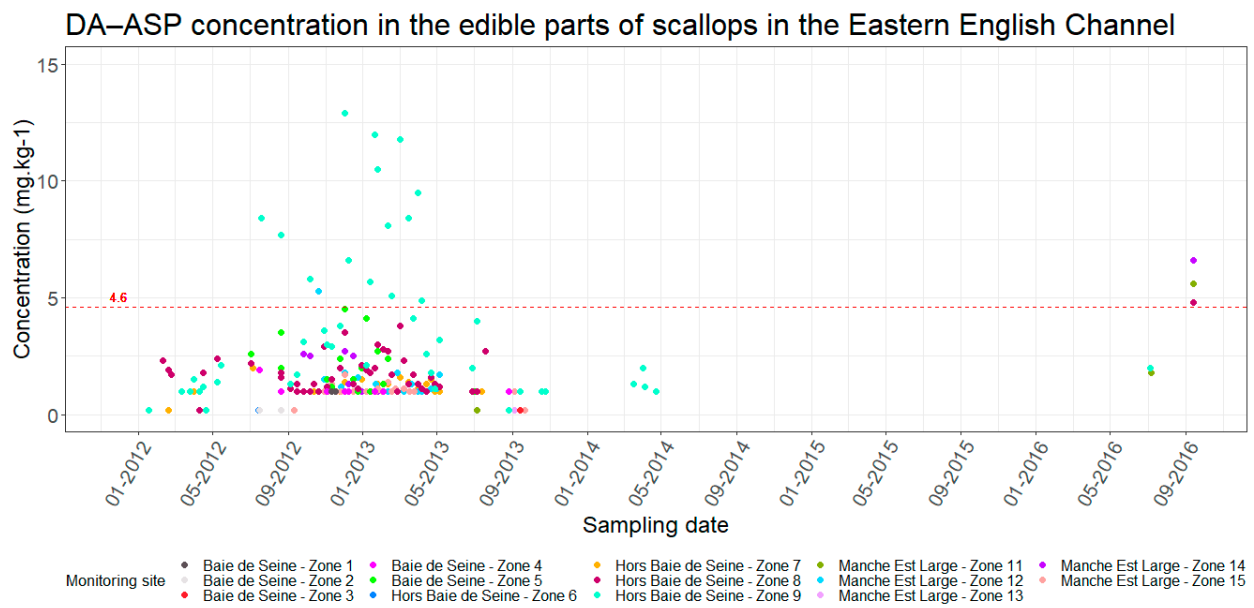 DA–ASP concentration in the edible parts of scallops in the Eastern English Channel
15
10
5
0
Concentration (mg.kg-1)
4.6
01-2012 05-2012 09-2012 01-2013 05-2013 09-2013 01-2014 05-2014 09-2014 01-2015 05-2015 09-2015 01-2016 05-2016 09-2016
Sampling date
Monitoring site
Baie de Seine - Zone 1 Baie de Seine - Zone 4 Hors Baie de Seine - Zone 7 Manche Est Large - Zone 11 Manche Est Large - Zone 14
Baie de Seine - Zone 2 Baie de Seine - Zone 5 Hors Baie de Seine - Zone 8 Manche Est Large - Zone 12 Manche Est Large - Zone 15
Baie de Seine - Zone 3 Hors Baie de Seine - Zone 6 Hors Baie de Seine - Zone 9 Manche Est Large - Zone 13